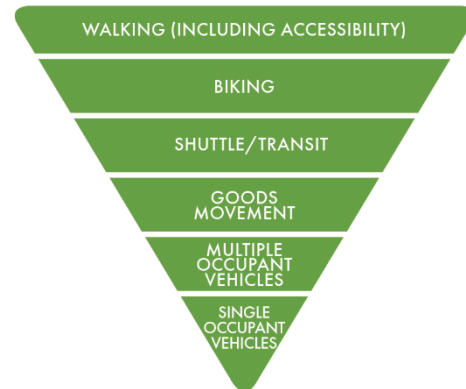 WALKING (INCLUDING ACCESSIBILITY)
BIKING
SHUTTLE/TRANSIT
GOODS
MOVEMENT
MULTIPLE
OCCUPANT
VEHICLES
SINGLE
OCCUPANT
VEHICLES